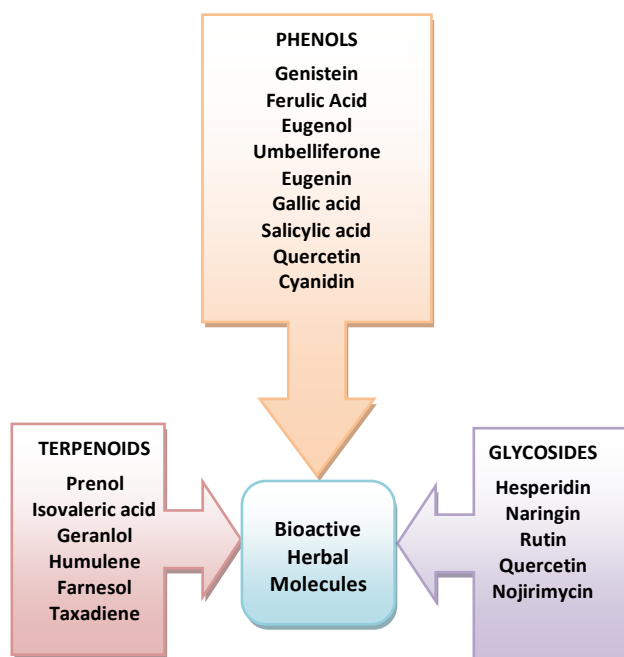 PHENOLS
Genistein
Ferulic Acid
Eugenol
Umbelliferone
Eugenin
Gallic acid
Salicylic acid
Quercetin
Cyanidin
TERPENOIDS
Prenol
Isovaleric acid
Geranlol
Humulene
Farnesol
Taxadiene
Bioactive
Herbal
Molecules
GLYCOSIDES
Hesperidin
Naringin
Rutin
Quercetin
Nojirimycin